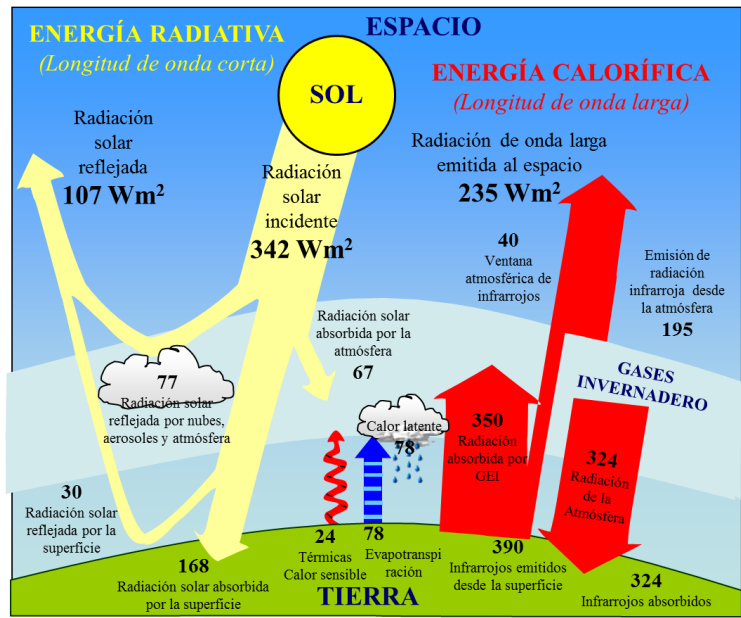 ESPACIO
ENERGÍA RADIATIVA
(Longitud de onda corta)
SOL
ENERGÍA CALORÍFICA
(Longitud de onda larga)
Radiación
solar
reflejada
107 Wm²
Radiación
solar
incidente
342 Wm²
Radiación de onda larga
emitida al espacio
235 Wm²
40
Ventana
atmosférica de
infrarrojos
Emisión de
radiación
infrarroja desde
la atmósfera
195
Radiación solar
absorbida por la
atmósfera
67
GASES
INVERNADERO
77
Radiación solar
reflejada por nubes,
aerosoles y atmósfera
Calor latente
78
350
Radiación
absorbida por
GEI
324
Radiación
de la
Atmósfera
30
Radiación solar
reflejada por la
superficie
168
Radiación solar absorbida
por la superficie
24
Térmicas
Calor sensible
78
Evapotranspi
ración
390
Infrarrojos emitidos
desde la superficie
324
Infrarrojos absorbidos
TIERRA